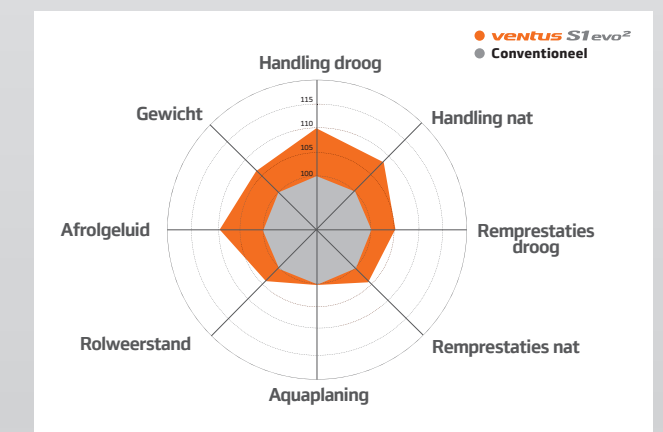 ventus S1 evo²
Conventioneel
Handling droog
115
110
105
100
Gewicht
Handling nat
Afrolgeluid
Remprestaties
droog
Rolweerstand
Remprestaties nat
Aquaplaning